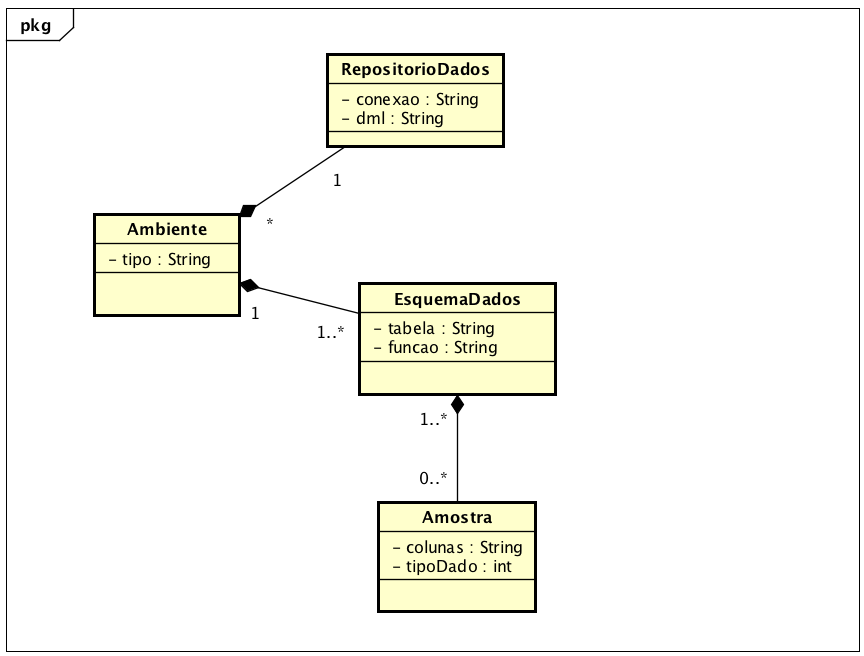 pkg
RepositorioDados
- conexao : String
- dml : String
1
*
Ambiente
- tipo : String
1
1..*
EsquemaDados
- tabela : String
- funcao : String
1..*
0..*
Amostra
- colunas : String
- tipoDado : int